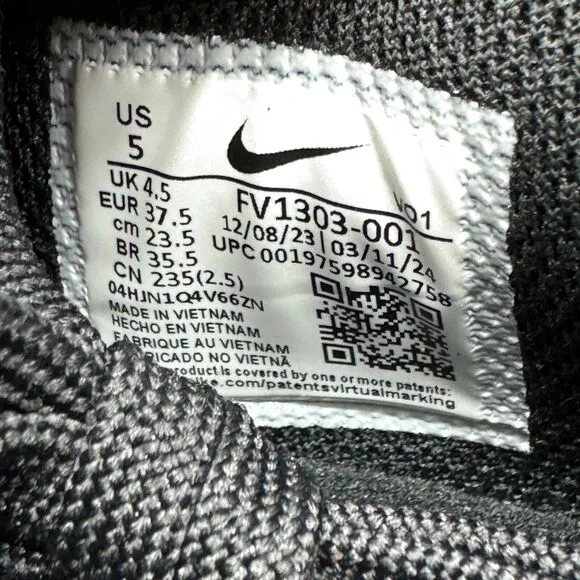 US
5
UK 4.5
EUR 37.5
cm 23.5
BR 35.5
CN 235(2.5)
04HJN1Q4V66ZN
MADE IN VIETNAM
HECHO EN VIETNAM
FABRIQUE AU VIETNAM
RICADO NO VIETNÃ
VO1
FV1303-001
12/08/23 | 03/11/24
UPC 00197598942758
product is covered by one or more patents:
ke.com/patentsvirtualmarking